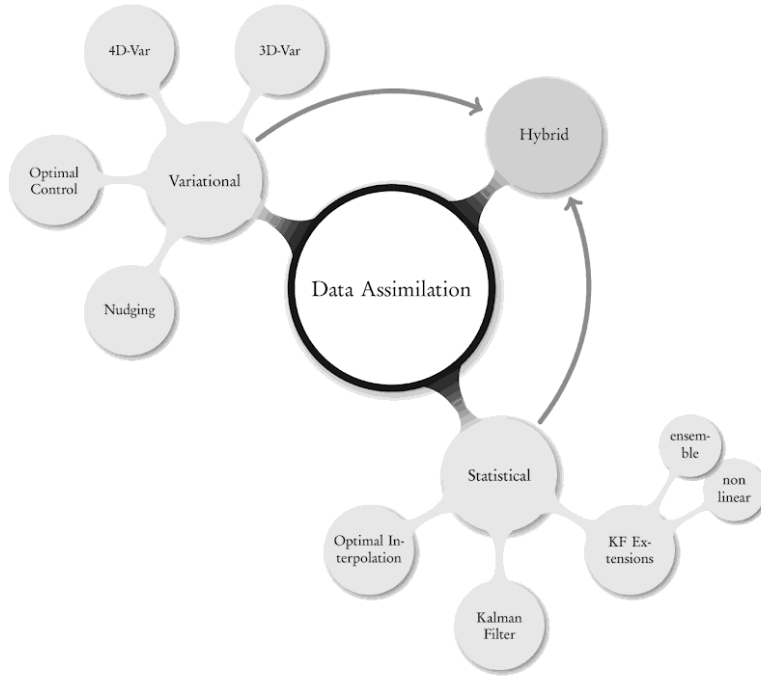 4D-Var
3D-Var
Hybrid
Optimal
Control
Variational
Data Assimilation
Nudging
ensem-
ble
Statistical
non
linear
Optimal In-
terpolation
KF Ex-
tensions
Kalman
Filter